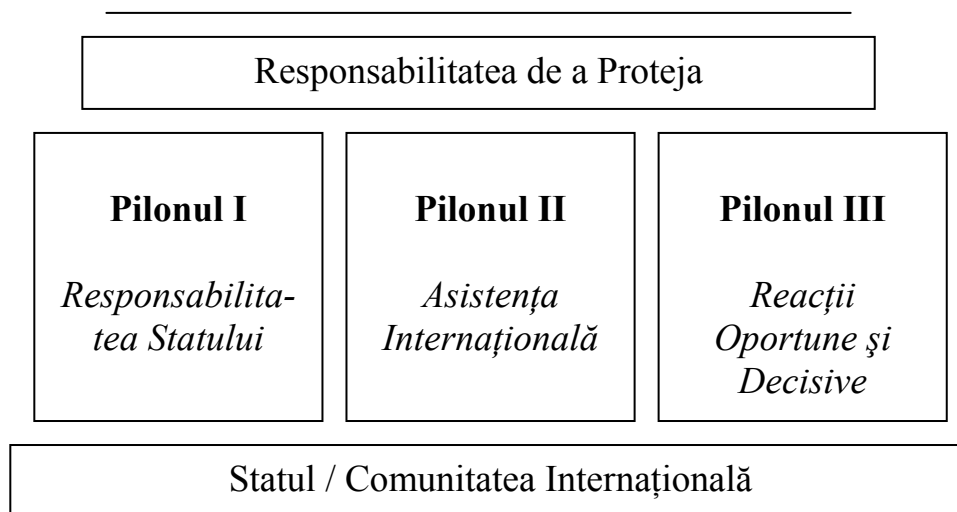 Responsabilitatea de a Proteja
Pilonul I
Responsabilita-
tea Statului
Pilonul II
Asistența
Internațională
Pilonul III
Reacții
Oportune şi
Decisive
Statul / Comunitatea Internațională